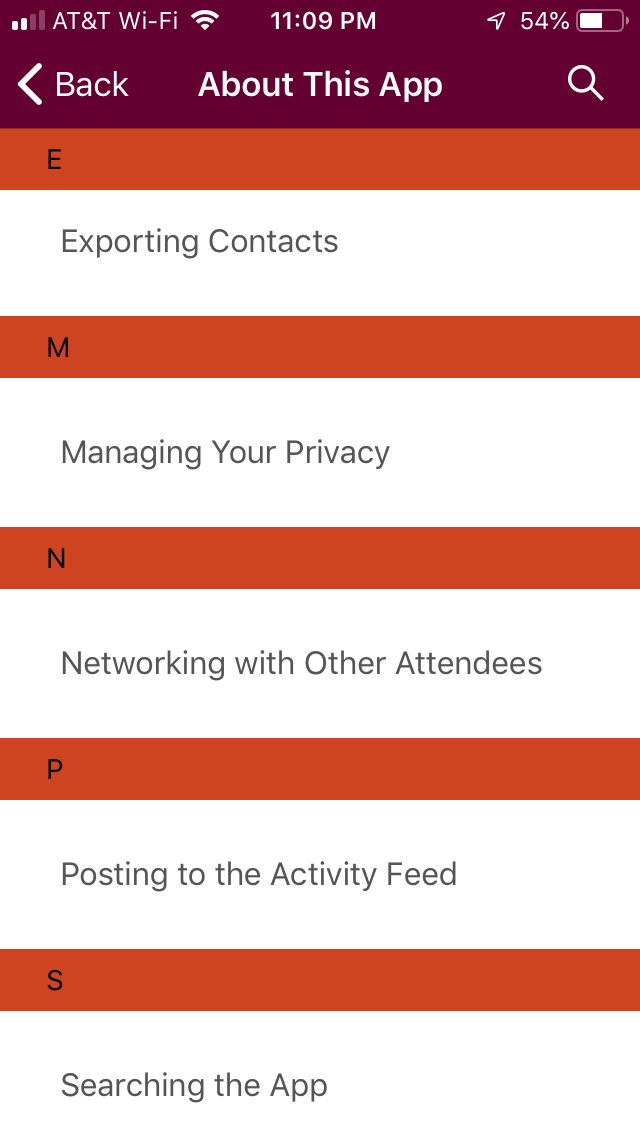 AT&T Wi-Fi 11:09 PM 54%
Back About This App
E
Exporting Contacts
M
Managing Your Privacy
N
Networking with Other Attendees
P
Posting to the Activity Feed
S
Searching the App